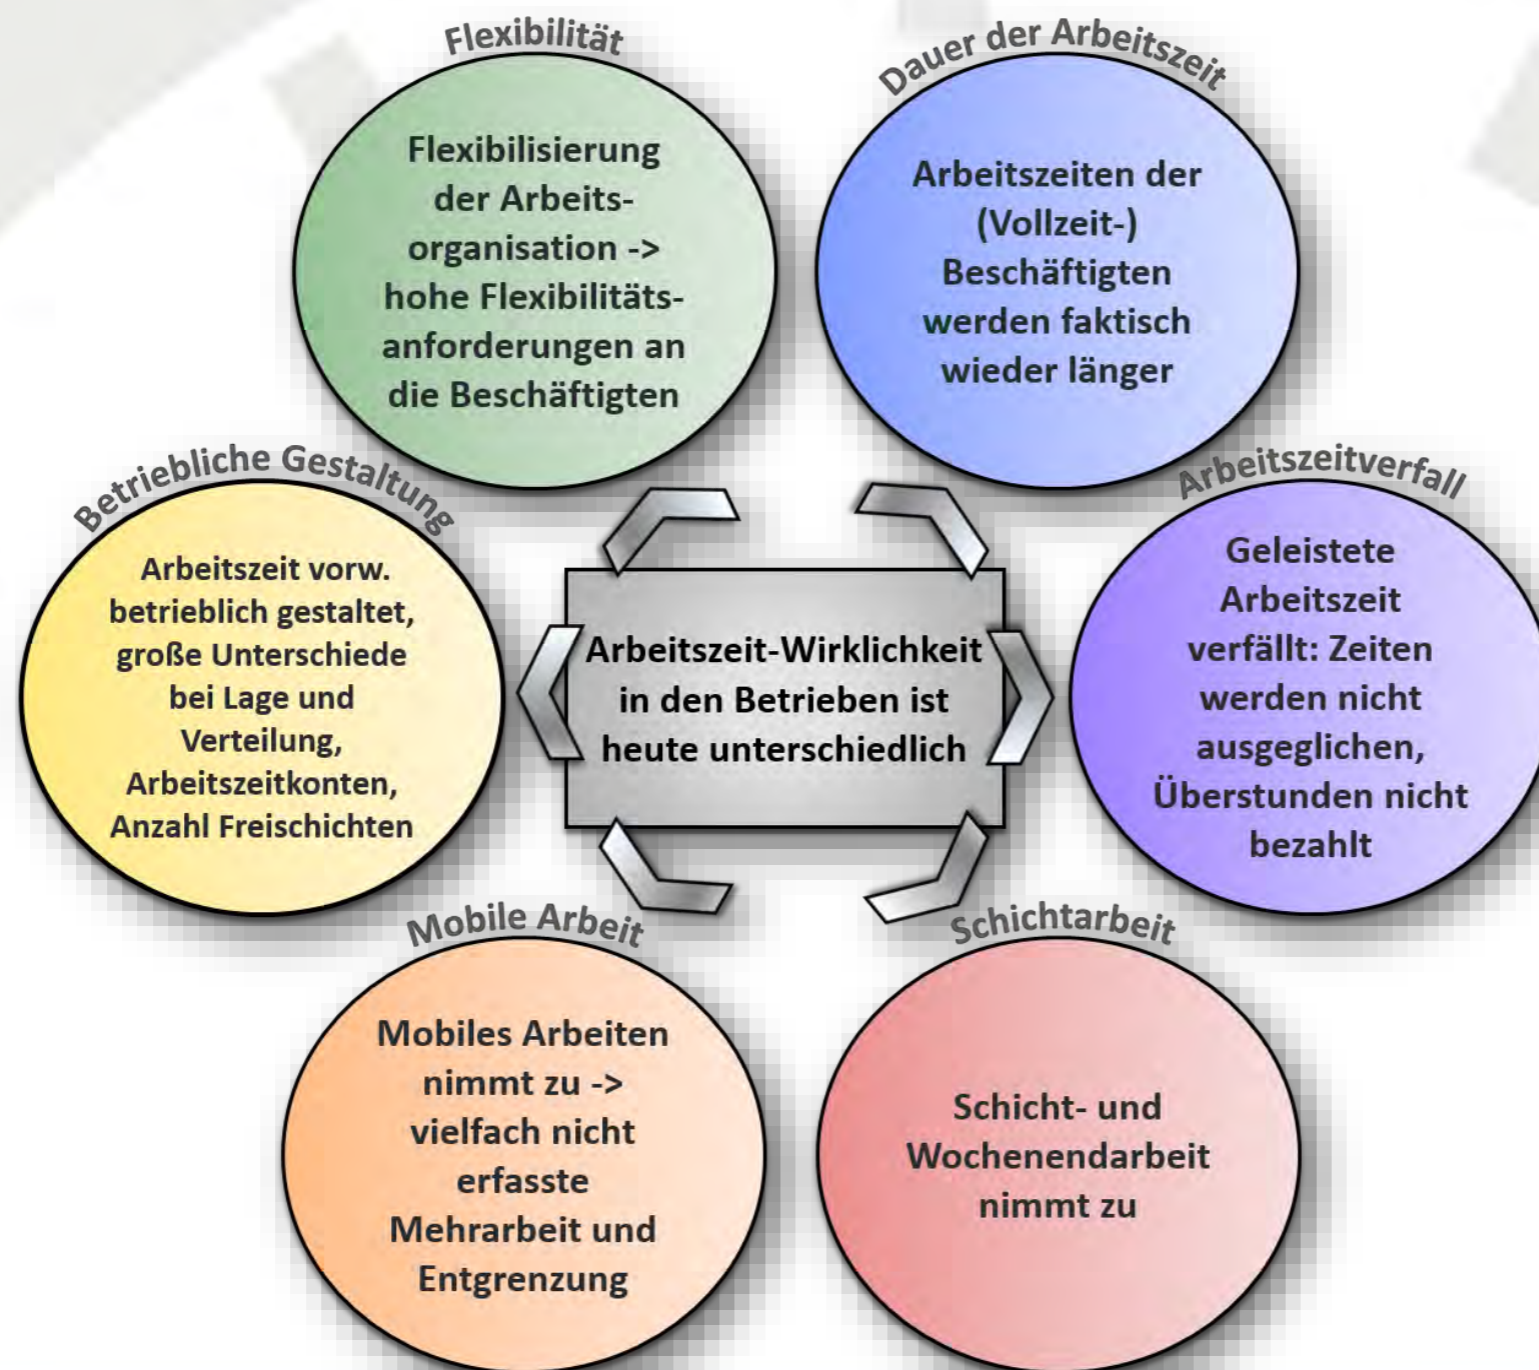 Flexibilität
Flexibilisierung
der Arbeits-
organisation ->
hohe Flexibilitäts-
anforderungen an
die Beschäftigten
Dauer der Arbeitszeit
Arbeitszeiten der
(Vollzeit-)
Beschäftigten
werden faktisch
wieder länger
Betriebliche Gestaltung
Arbeitszeit vorw.
betrieblich gestaltet,
große Unterschiede
bei Lage und
Verteilung,
Arbeitszeitkonten,
Anzahl Freischichten
Arbeitszeit-Wirklichkeit
in den Betrieben ist
heute unterschiedlich
Arbeitszeitverfall
Geleistete
Arbeitszeit
verfällt: Zeiten
werden nicht
ausgeglichen,
Überstunden nicht
bezahlt
Mobile Arbeit
Mobiles Arbeiten
nimmt zu ->
vielfach nicht
erfasste
Mehrarbeit und
Entgrenzung
Schichtarbeit
Schicht- und
Wochenendarbeit
nimmt zu